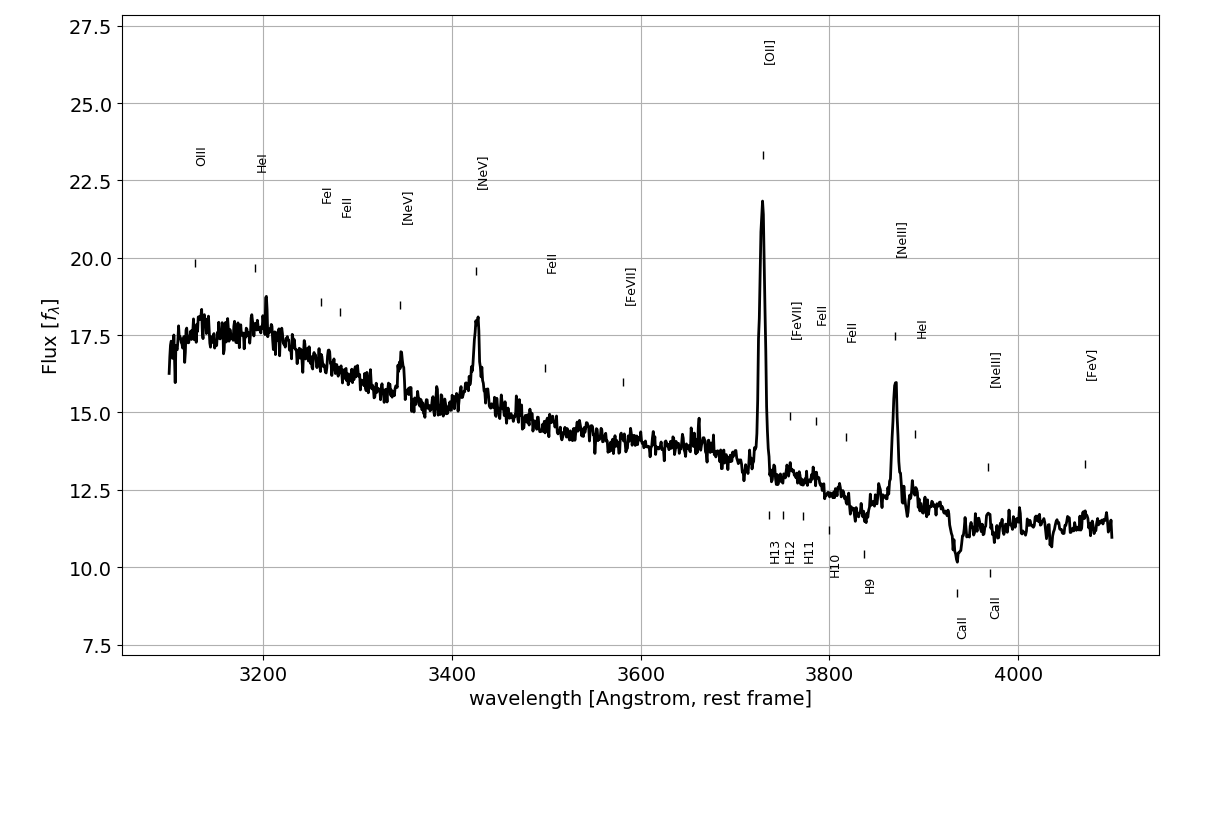 27.5
25.0
22.5
20.0
17.5
15.0
12.5
10.0
7.5
Flux [fλ]
OIII
HeI
FeI
FeII
[NeV]
[NeV]
FeII
[FeVII]
[OII]
[FeVII]
FeII
FeII
[NeIII]
HeI
[NeIII]
[FeV]
H13
H12
H11
H10
H9
CaII
CaII
3200 3400 3600 3800 4000
wavelength [Angstrom, rest frame]